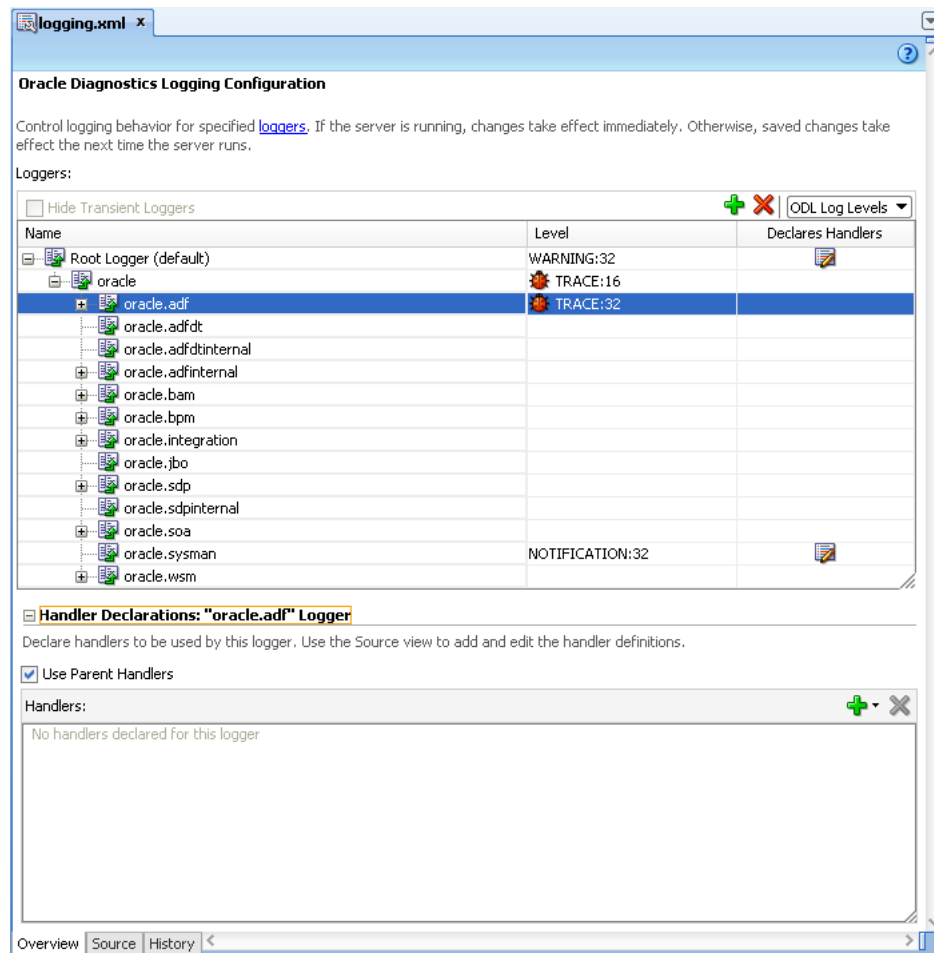 logging.xml x
Oracle Diagnostics Logging Configuration
Control logging behavior for specified loggers. If the server is running, changes take effect immediately. Otherwise, saved changes take
effect the next time the server runs.
Loggers:
Hide Transient Loggers
ODL Log Levels
Name Level Declares Handlers
Root Logger (default) WARNING:32
oracle TRACE:16
oracle.adf TRACE:32
oracle.adfdt
oracle.adfdtinternal
oracle.adfinternal
oracle.bam
oracle.bpm
oracle.integration
oracle.jbo
oracle.sdp
oracle.sdpinternal
oracle.soa
oracle.sysman NOTIFICATION:32
oracle.wsm
Handler Declarations: "oracle.adf" Logger
Declare handlers to be used by this logger. Use the Source view to add and edit the handler definitions.
Use Parent Handlers
Handlers:
No handlers declared for this logger
Overview Source History